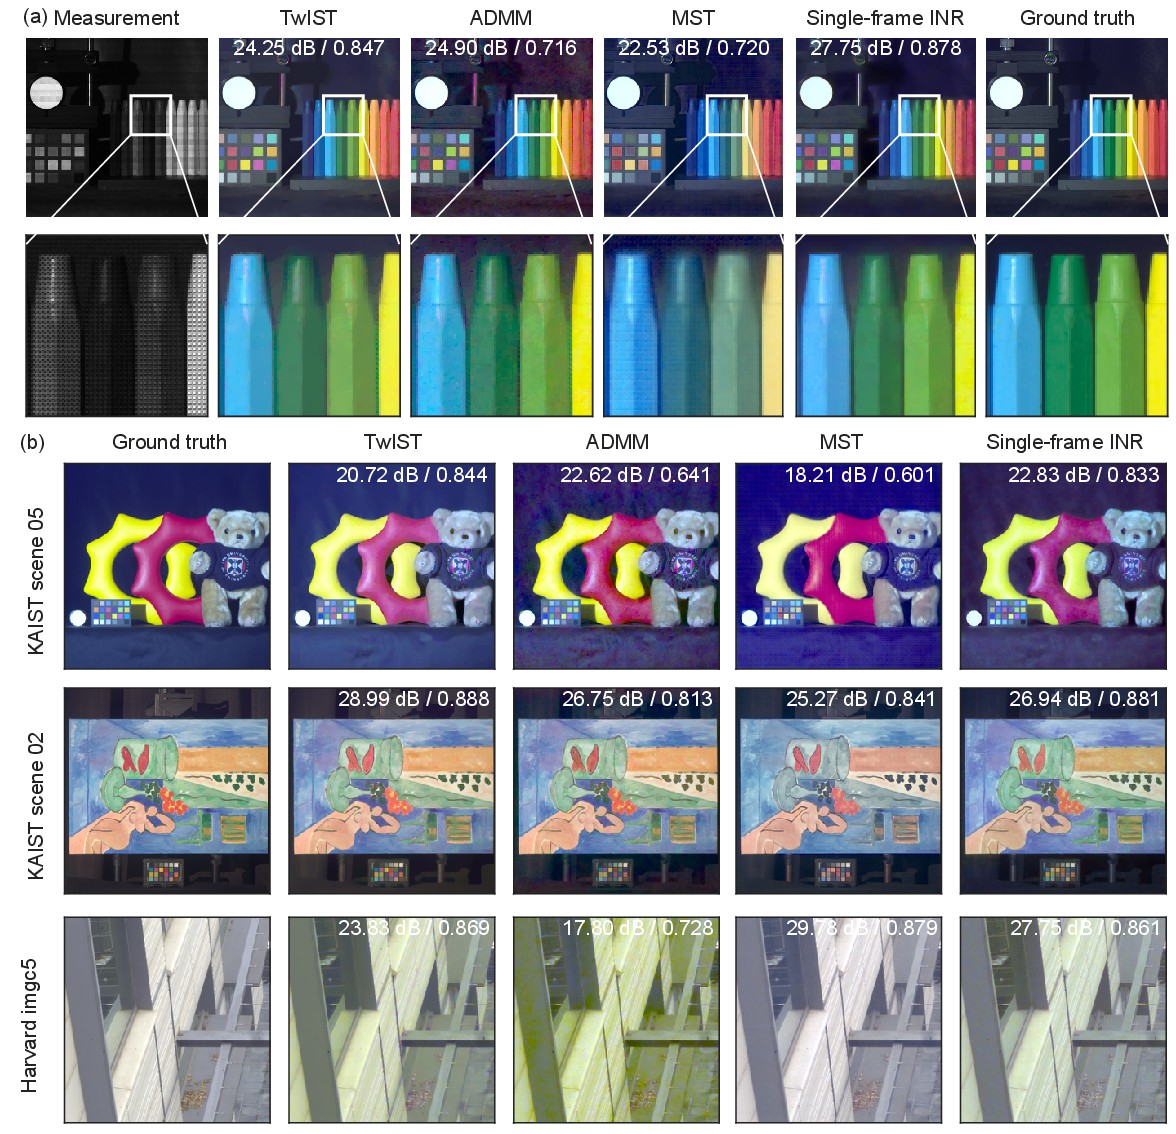 (a) Measurement TwIST ADMM MST Single-frame INR Ground truth
24.25 dB / 0.847 24.90 dB / 0.716 22.53 dB / 0.720 27.75 dB / 0.878
(b) Ground truth TwIST ADMM MST Single-frame INR
KAIST scene 05
20.72 dB / 0.844 22.62 dB / 0.641 18.21 dB / 0.601 22.83 dB / 0.833
KAIST scene 02
28.99 dB / 0.888 26.75 dB / 0.813 25.27 dB / 0.841 26.94 dB / 0.881
Harvard imgc5
23.83 dB / 0.869 17.80 dB / 0.728 29.78 dB / 0.879 27.75 dB / 0.861